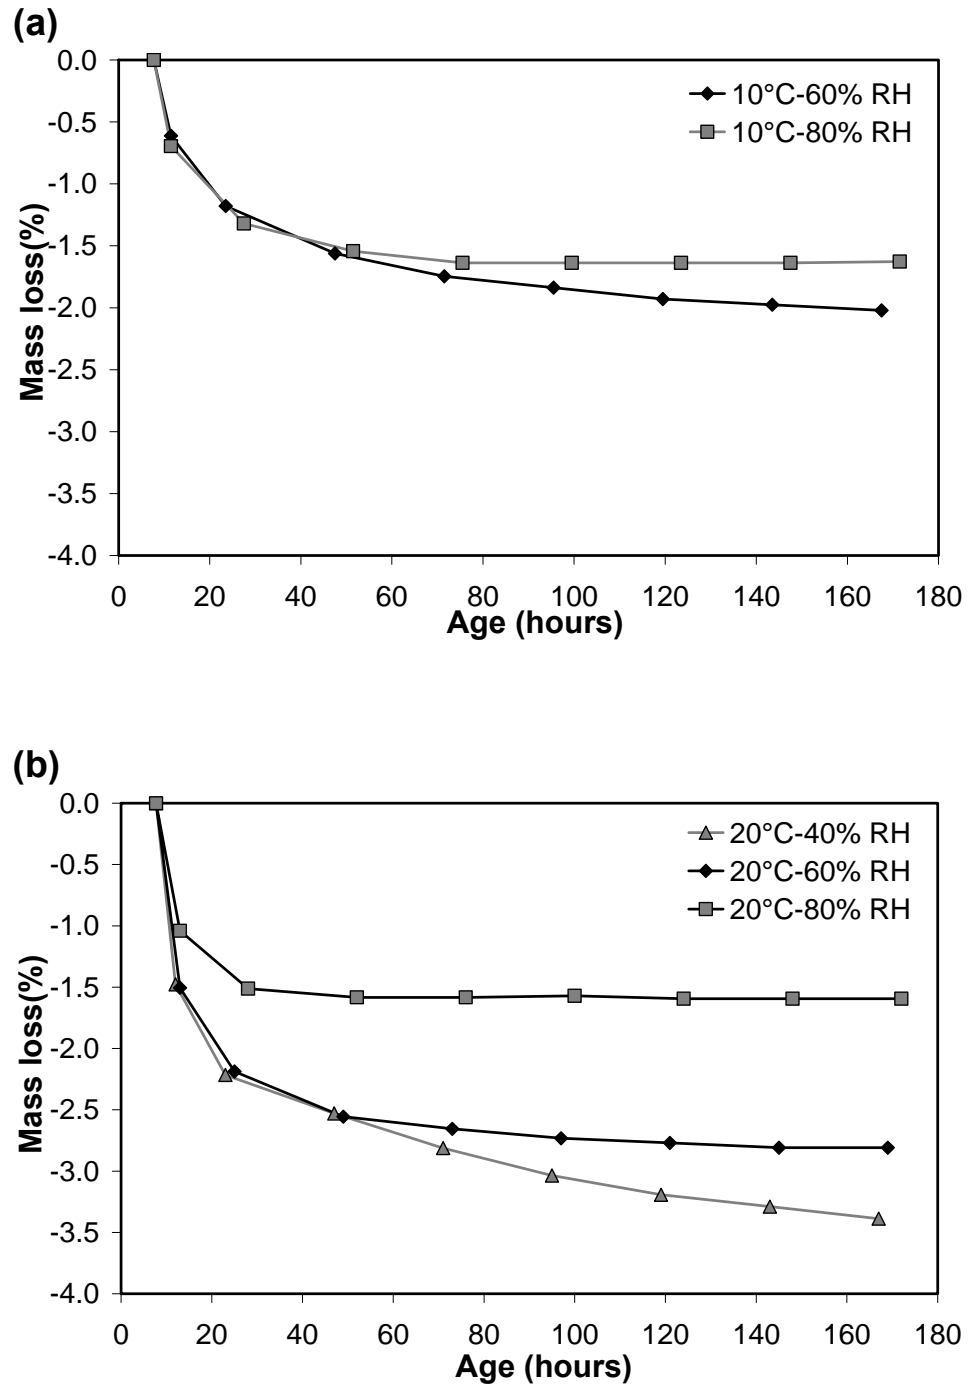 (a)
0.0
10°C-60% RH
-0.5
10°C-80% RH
-1.0
-1.5
-2.0
-2.5
-3.0
-3.5
-4.0
Mass loss(%)
0 20 40 60 80 100 120 140 160 180
Age (hours)
(b)
0.0
20°C-40% RH
-0.5
20°C-60% RH
20°C-80% RH
-1.0
-1.5
-2.0
-2.5
-3.0
-3.5
-4.0
Mass loss(%)
0 20 40 60 80 100 120 140 160 180
Age (hours)